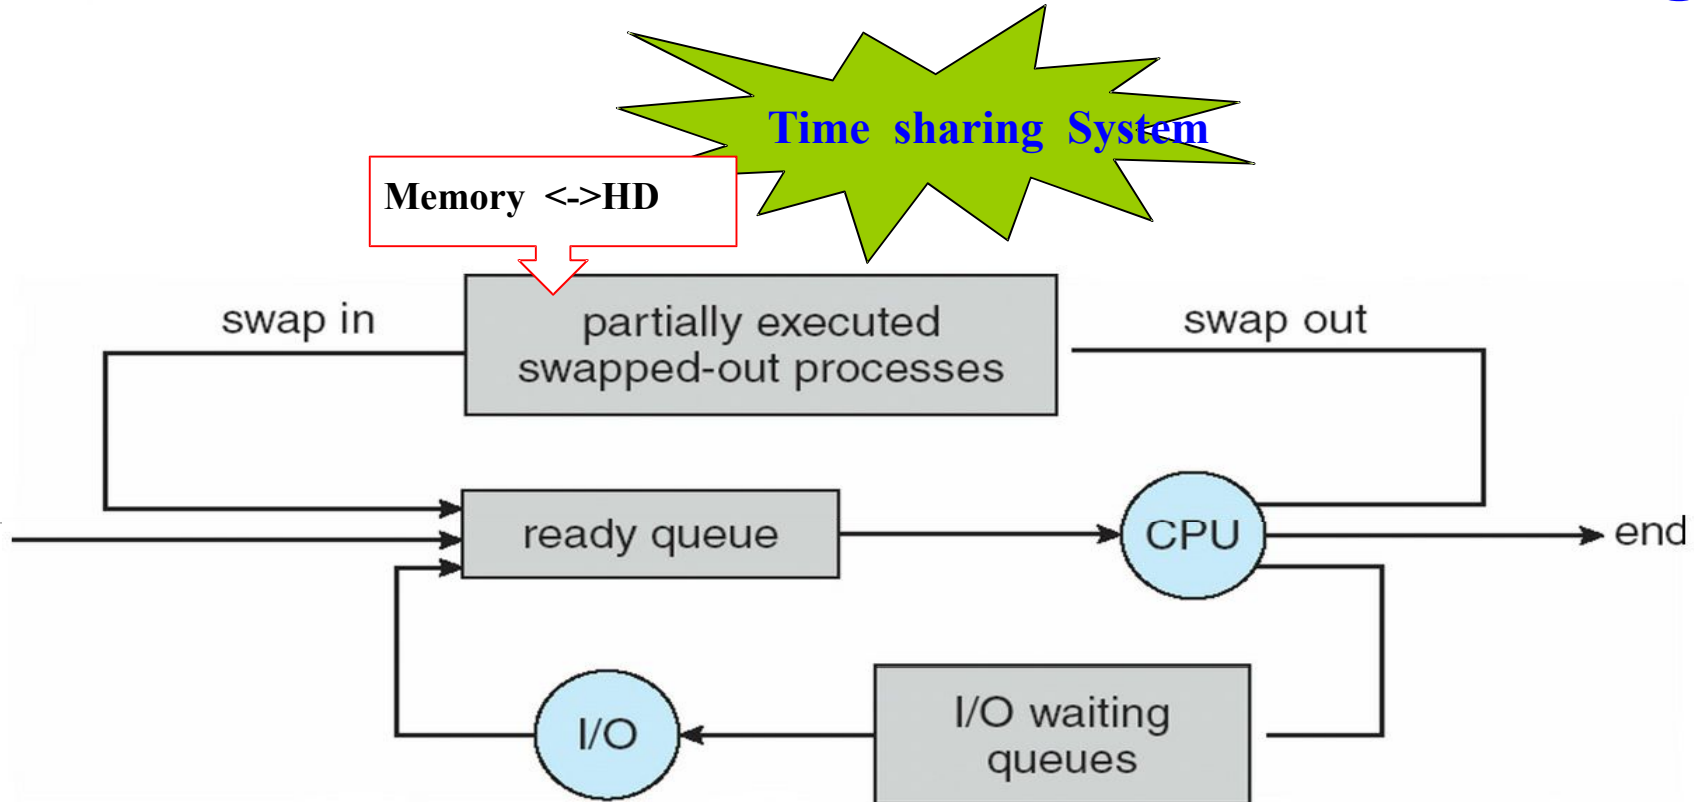 Time sharing System
Memory <->HD
swap in
partially executed
swapped-out processes
swap out
ready queue
CPU
end
I/O
I/O waiting
queues